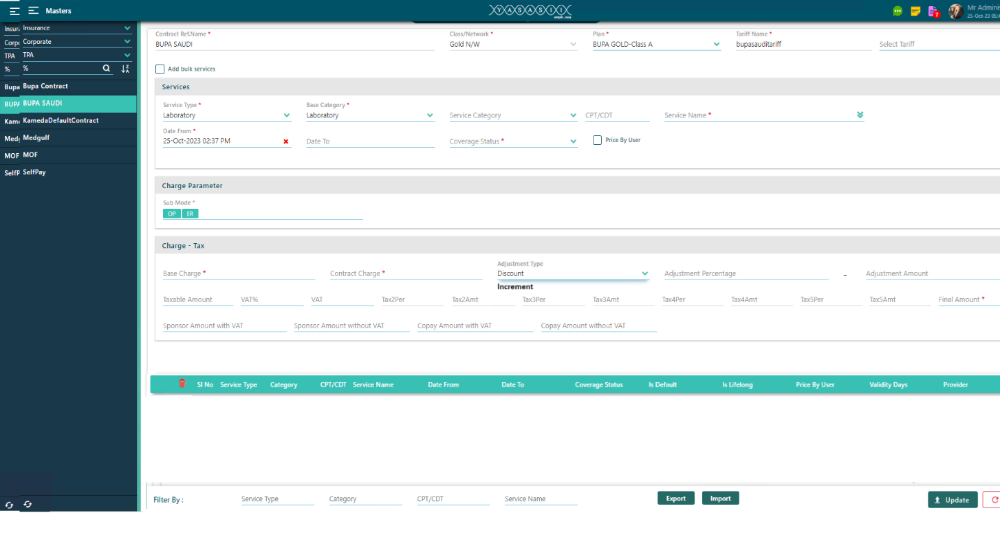 Masters
YYASASIIX
simple.. easy
7
Mr Adminis
25-Oct-23 05:4
Insura Insurance
Corpo Corporate
TPA TPA
% %
Bupa Bupa Contract
BUPA BUPA SAUDI
Kame KamedaDefaultContract
Medg Medgulf
MOF MOF
SelfP SelfPay
Contract Ref.Name * Class/Network * Plan * Tariff Name *
BUPA SAUDI Gold N/W BUPA GOLD-Class A bupasauditariff Select Tariff
Add bulk services
Services
Service Type * Base Category *
Laboratory Laboratory Service Category CPT/CDT Service Name *
Date From *
25-Oct-2023 02:37 PM Date To Coverage Status * Price By User
Charge Parameter
Sub Mode *
OP ER
Charge - Tax
Adjustment Type
Base Charge * Contract Charge * Discount Adjustment Percentage - Adjustment Amount
Increment
Taxable Amount VAT% VAT Tax2Per Tax2Amt Tax3Per Tax3Amt Tax4Per Tax4Amt Tax5Per Tax5Amt Final Amount *
Sponsor Amount with VAT Sponsor Amount without VAT Copay Amount with VAT Copay Amount without VAT
Sl No Service Type Category CPT/CDT Service Name Date From Date To Coverage Status Is Default Is Lifelong Price By User Validity Days Provider
Filter By : Service Type Category CPT/CDT Service Name Export Import Update